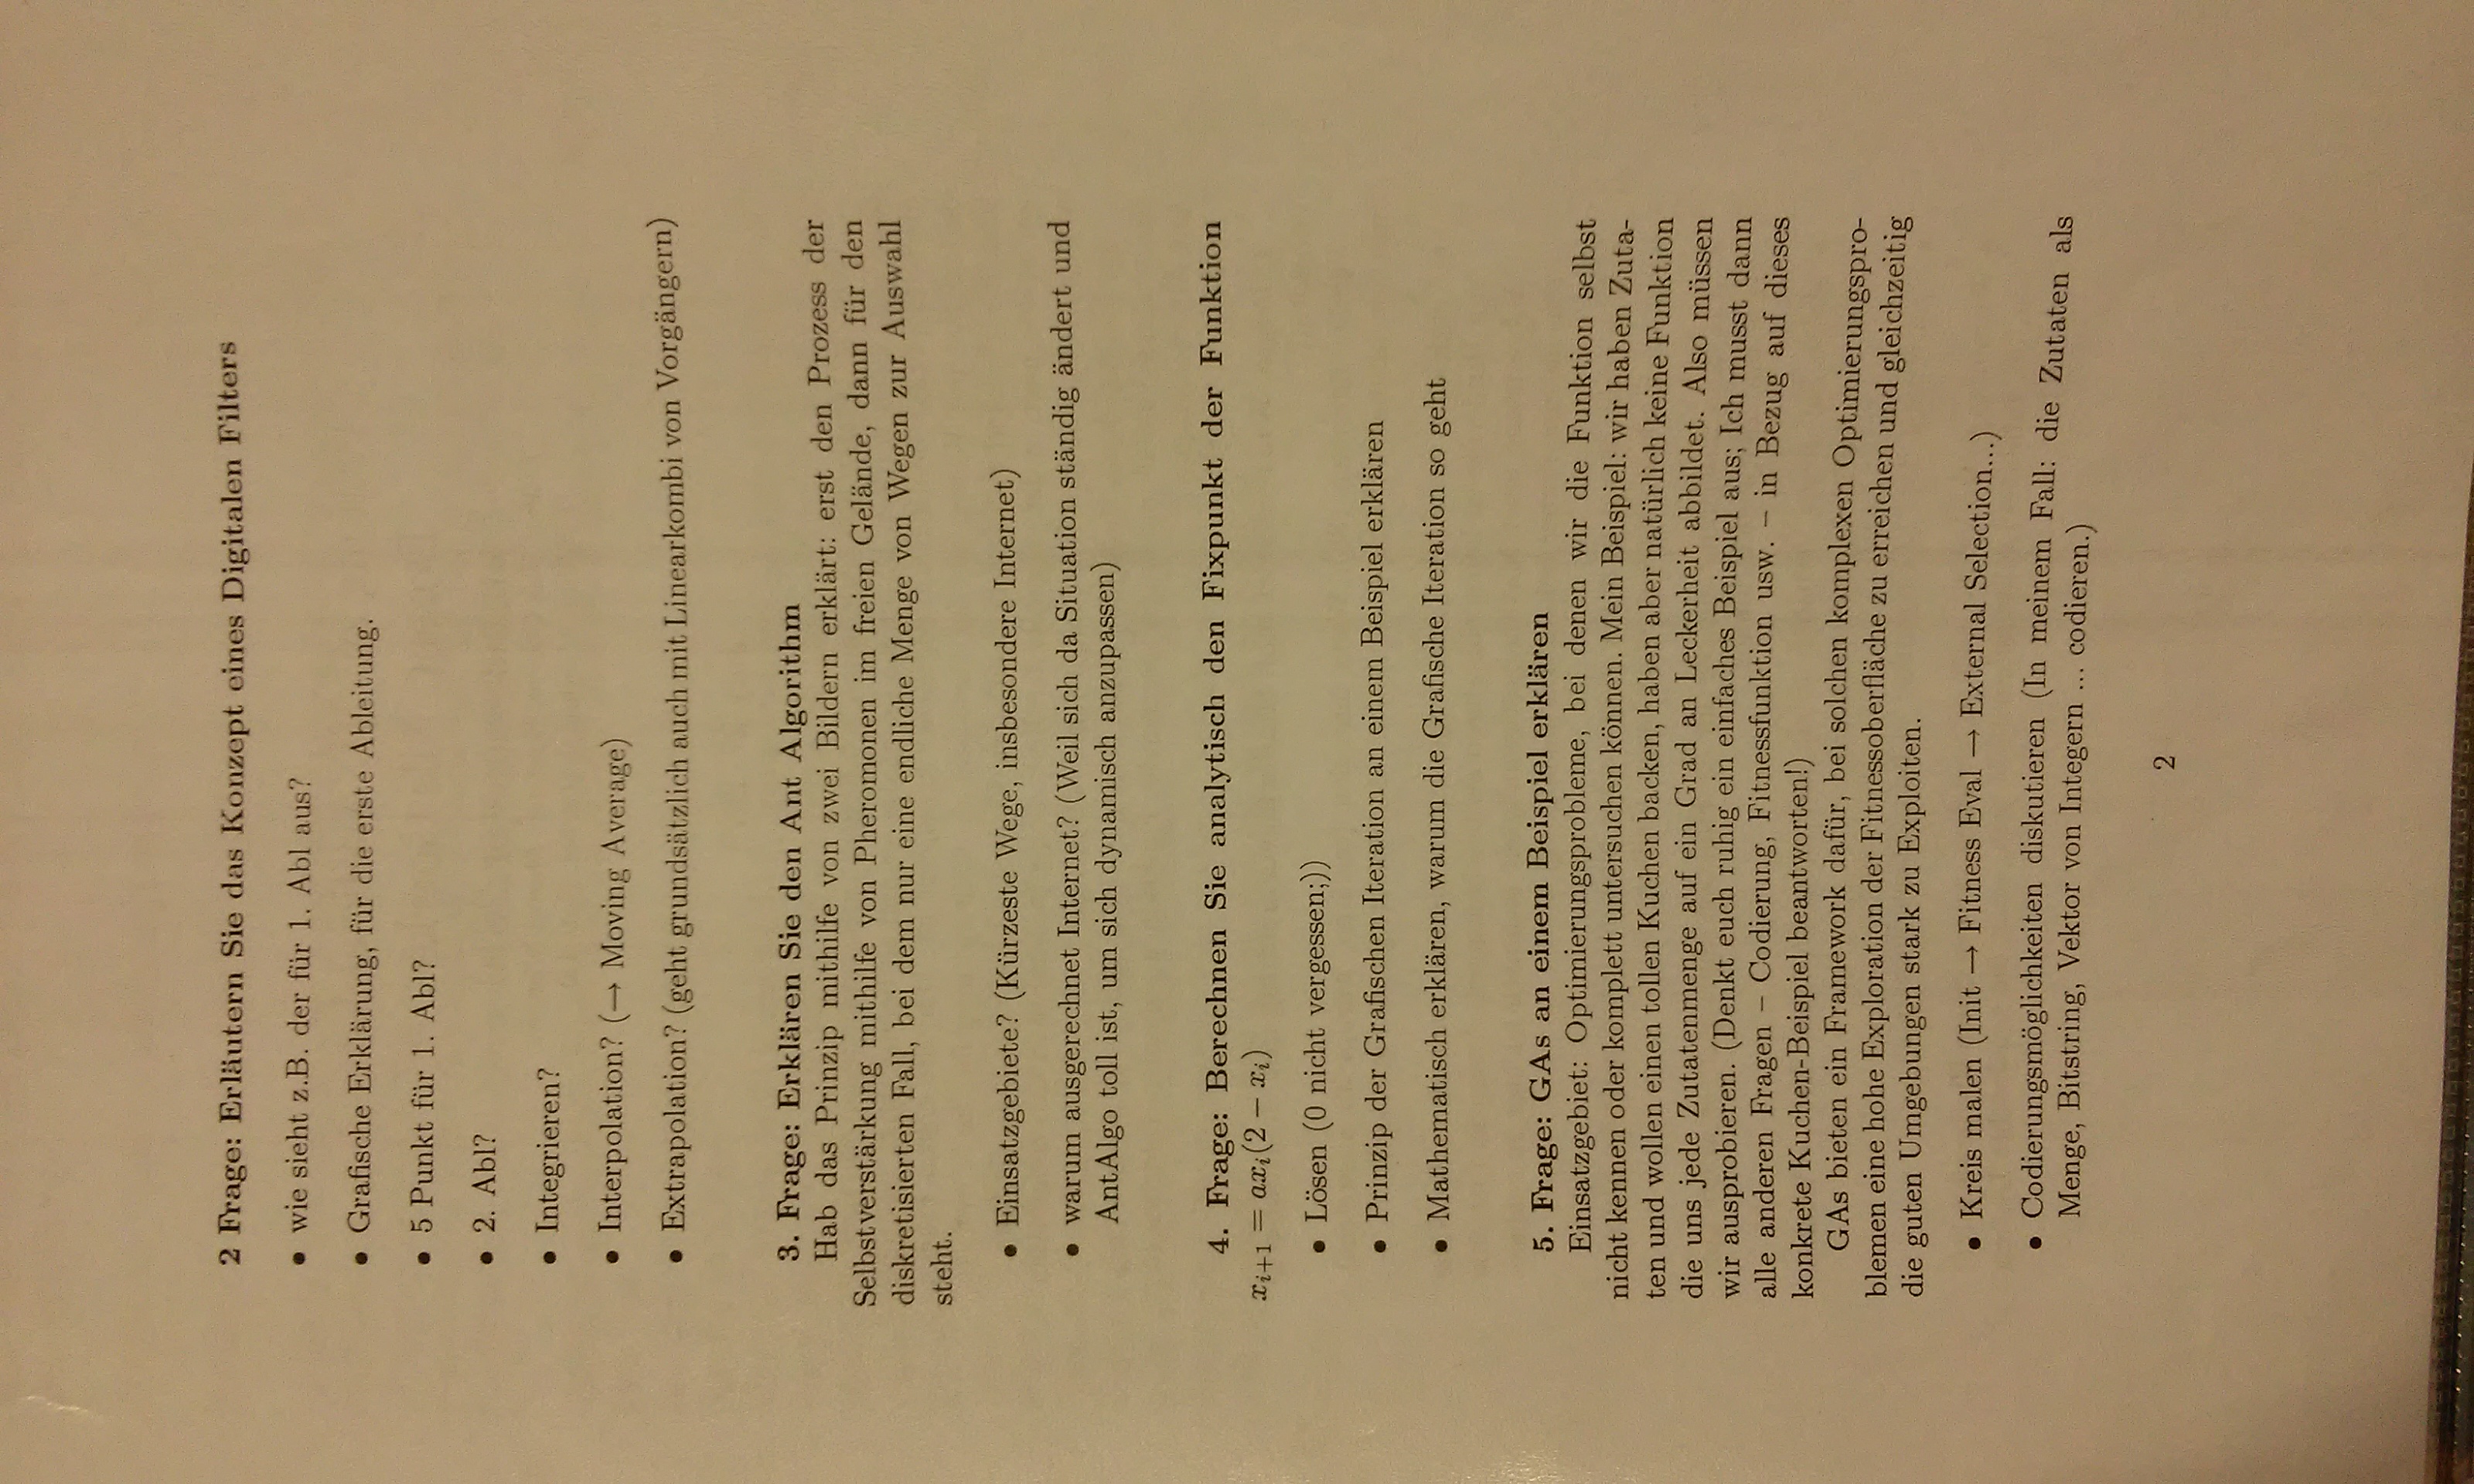 2 Frage: Erläutern Sie das Konzept eines Digitalen Filters
• wie sieht z.B. der für 1. Abl aus?
• Grafische Erklärung, für die erste Ableitung.
• 5 Punkt für 1. Abl?
• 2. Abl?
• Integrieren?
• Interpolation? (→ Moving Average)
• Extrapolation? (geht grundsätzlich auch mit Linearkombi von Vorgängern)
3. Frage: Erklären Sie den Ant Algorithm
Hab das Prinzip mithilfe von zwei Bildern erklärt: erst den Prozess der
Selbstverstärkung mithilfe von Pheromonen im freien Gelände, dann für den
diskretisierten Fall, bei dem nur eine endliche Menge von Wegen zur Auswahl
steht.
• Einsatzgebiete? (Kürzeste Wege, insbesondere Internet)
• warum ausgerechnet Internet? (Weil sich da Situation ständig ändert und
AntAlgo toll ist, um sich dynamisch anzupassen)
4. Frage: Berechnen Sie analytisch den Fixpunkt der Funktion
xᵢ₊₁ = axᵢ(2 − xᵢ)
• Lösen (0 nicht vergessen;))
• Prinzip der Grafischen Iteration an einem Beispiel erklären
• Mathematisch erklären, warum die Grafische Iteration so geht
5. Frage: GAs an einem Beispiel erklären
Einsatzgebiet: Optimierungsprobleme, bei denen wir die Funktion selbst
nicht kennen oder komplett untersuchen können. Mein Beispiel: wir haben Zuta-
ten und wollen einen tollen Kuchen backen, haben aber natürlich keine Funktion
die uns jede Zutatenmenge auf ein Grad an Leckerheit abbildet. Also müssen
wir ausprobieren. (Denkt euch ruhig ein einfaches Beispiel aus; Ich musst dann
alle anderen Fragen – Codierung, Fitnessfunktion usw. – in Bezug auf dieses
konkrete Kuchen-Beispiel beantworten!)
GAs bieten ein Framework dafür, bei solchen komplexen Optimierungspro-
blemen eine hohe Exploration der Fitnessoberfläche zu erreichen und gleichzeitig
die guten Umgebungen stark zu Exploiten.
• Kreis malen (Init → Fitness Eval → External Selection...)
• Codierungsmöglichkeiten diskutieren (In meinem Fall: die Zutaten als
Menge, Bitstring, Vektor von Integern ... codieren.)
2